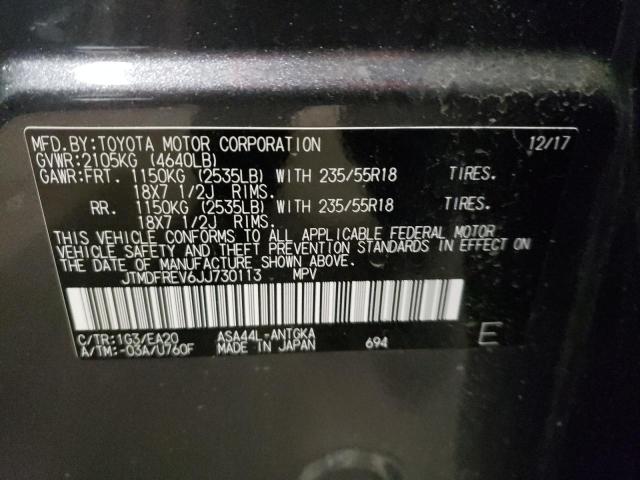 MFD.BY:TOYOTA MOTOR CORPORATION 12/17
GVWR:2105KG (4640LB)
GAWR:FRT. 1150KG (2535LB) WITH 235/55R18 TIRES.
18X7 1/2J RIMS.
RR. 1150KG (2535LB) WITH 235/55R18 TIRES.
18X7 1/2J RIMS.
THIS VEHICLE CONFORMS TO ALL APPLICABLE FEDERAL MOTOR
VEHICLE SAFETY AND THEFT PREVENTION STANDARDS IN EFFECT ON
THE DATE OF MANUFACTURE SHOWN ABOVE.
JTMDFREV6JJ730113 MPV
C/TR:1G3/EA20 ASA44L-ANTGKA
A/TM:-03A/U760F MADE IN JAPAN 694 E